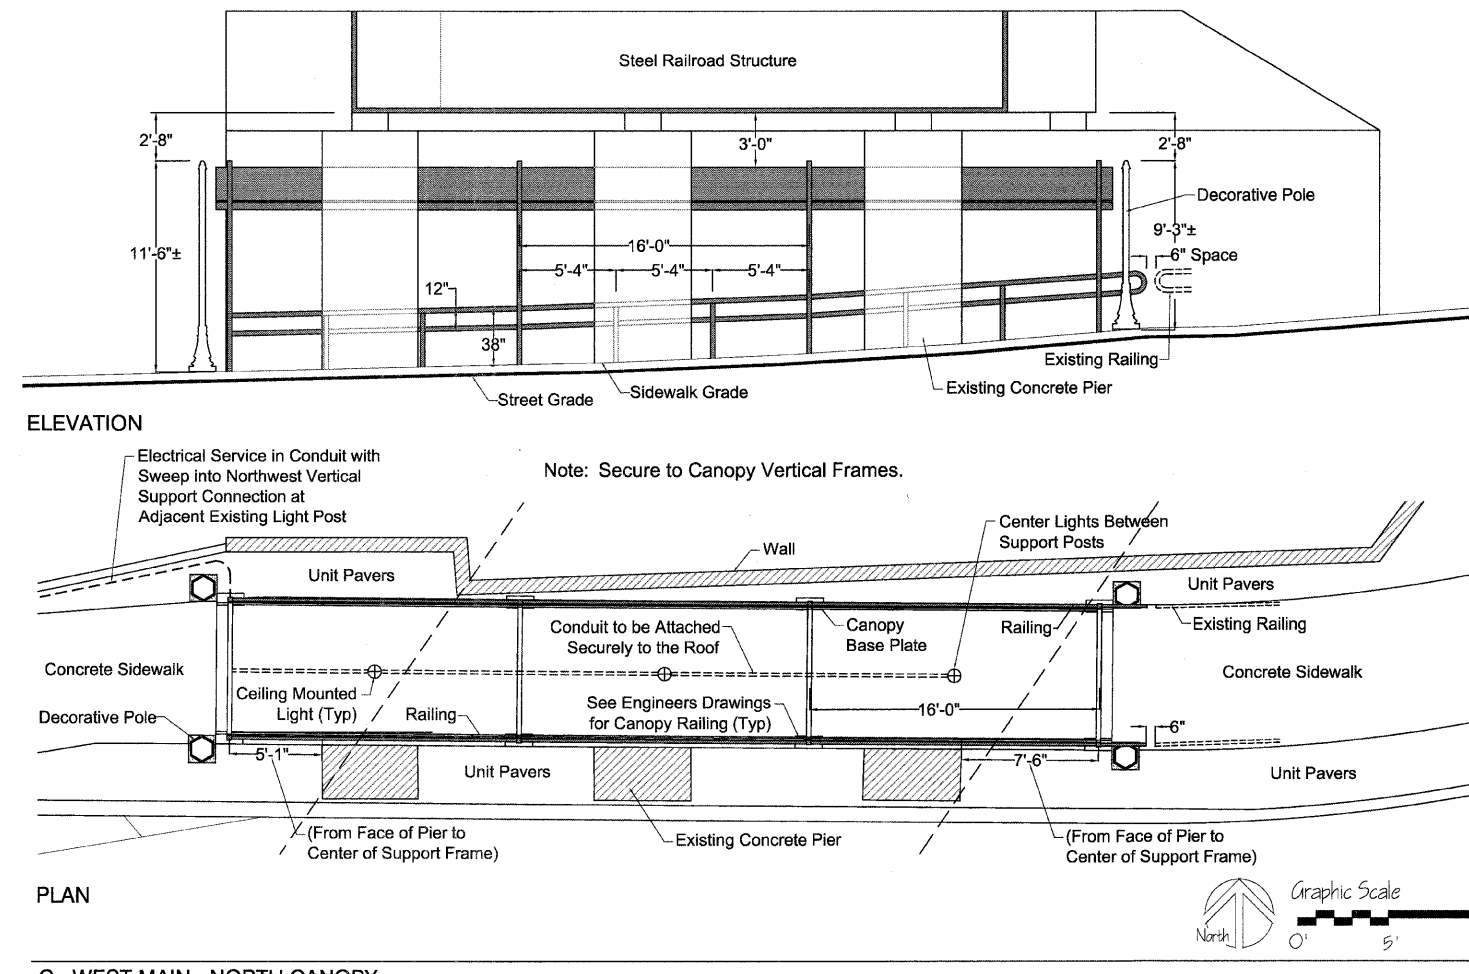 Steel Railroad Structure
2'-8"
3'-0"
2'-8"
Decorative Pole
11'-6"±
16'-0"
9'-3"±
6" Space
5'-4"
5'-4"
5'-4"
12"
38"
Existing Railing
Existing Concrete Pier
Sidewalk Grade
Street Grade
ELEVATION
Electrical Service in Conduit with
Sweep into Northwest Vertical
Support Connection at
Adjacent Existing Light Post
Note: Secure to Canopy Vertical Frames.
Center Lights Between
Support Posts
Wall
Unit Pavers
Unit Pavers
Conduit to be Attached
Securely to the Roof
Canopy
Base Plate
Railing
Existing Railing
Concrete Sidewalk
Concrete Sidewalk
Ceiling Mounted
Light (Typ)
Railing
See Engineers Drawings
for Canopy Railing (Typ)
16'-0"
Decorative Pole
6"
5'-1"
Unit Pavers
7'-6"
Unit Pavers
(From Face of Pier to
Center of Support Frame)
Existing Concrete Pier
(From Face of Pier to
Center of Support Frame)
PLAN
North
Graphic Scale
0'
5'
WEST MAIN - NORTH CANOPY